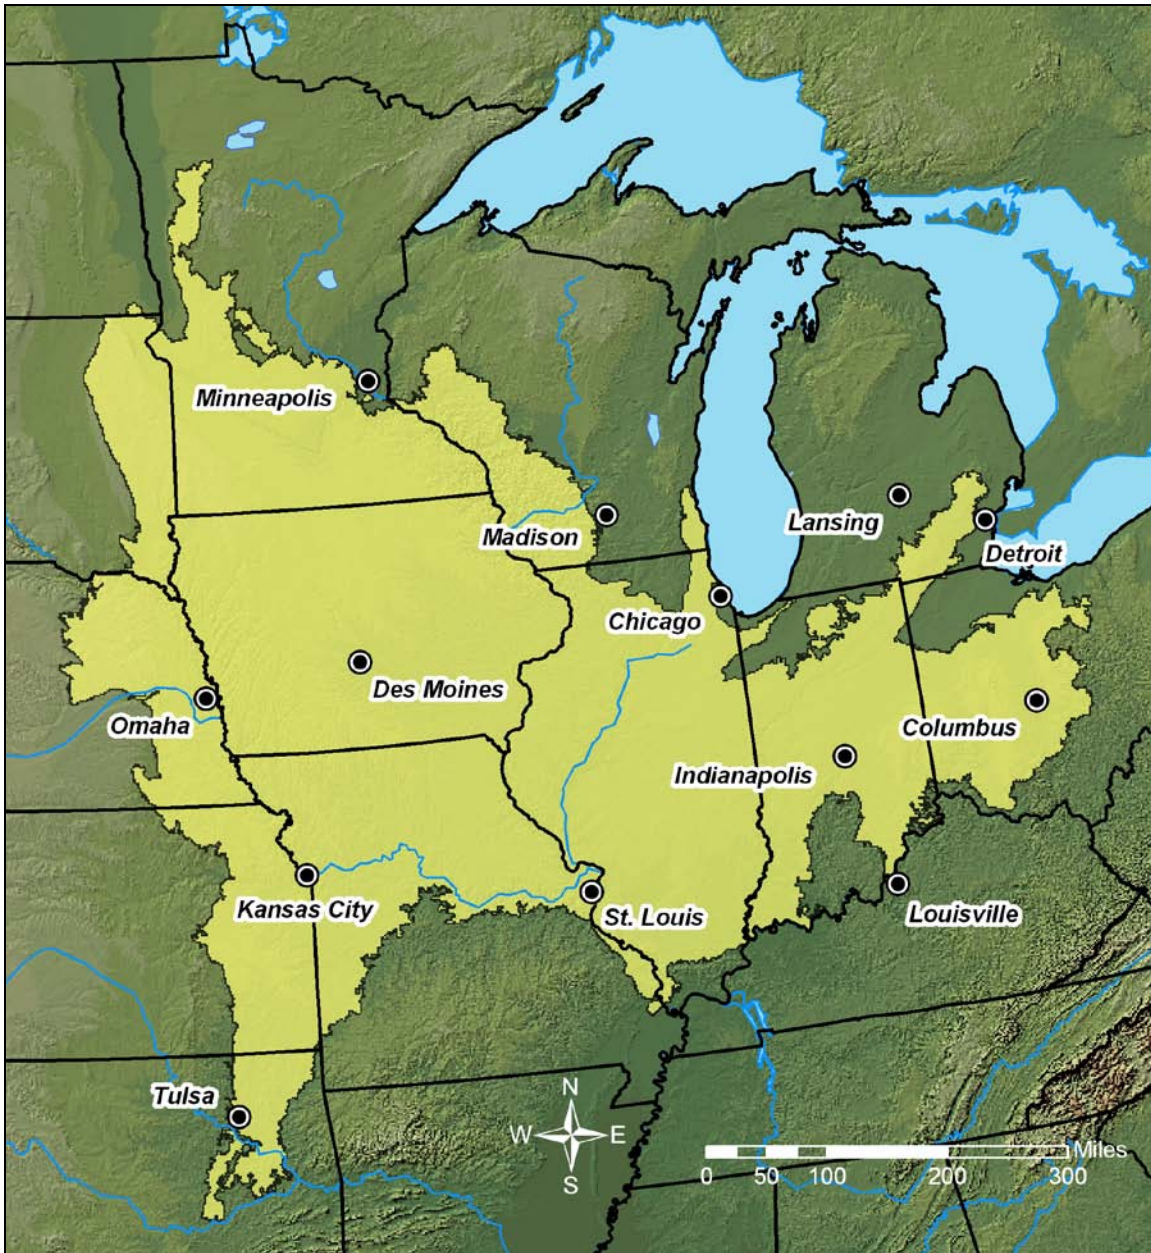 Minneapolis
Madison
Lansing
Detroit
Chicago
Des Moines
Omaha
Columbus
Indianapolis
Kansas City
St. Louis
Louisville
Tulsa
N
W E
S
Miles
0 50 100 200 300